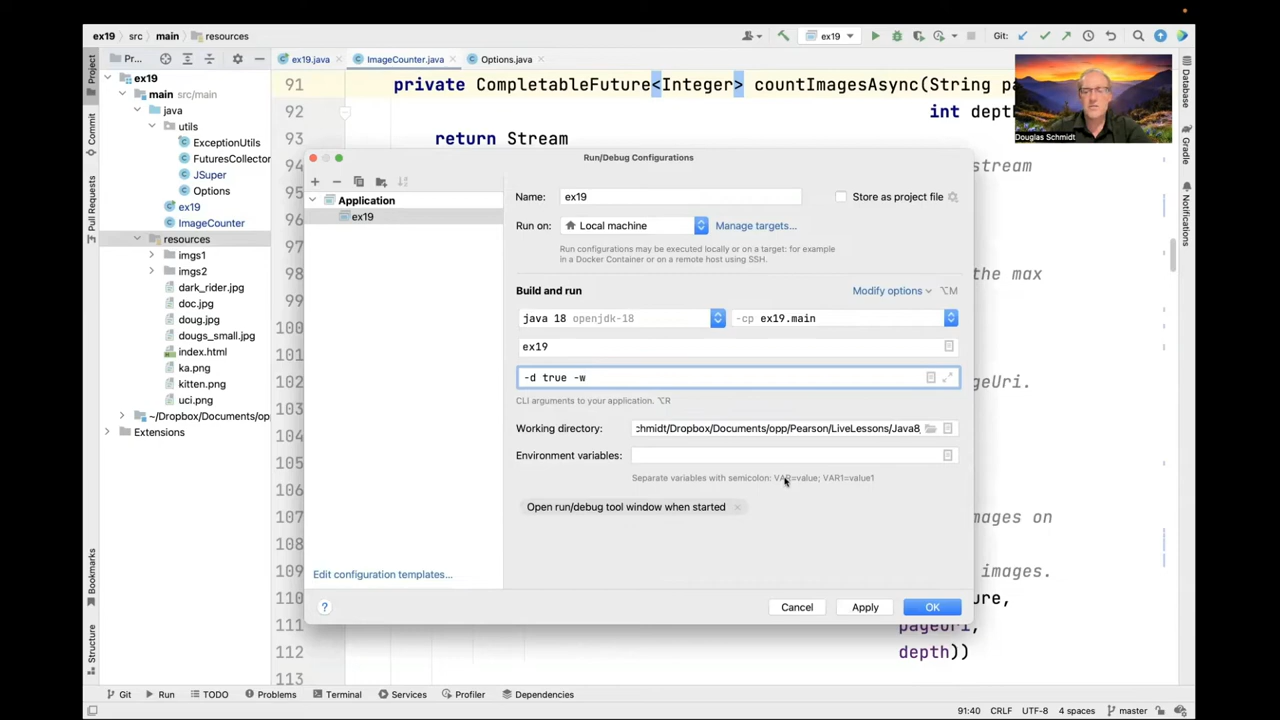 ex19 src main resources ex19 Git:
Project Pr... ex19.java ImageCounter.java Options.java
ex19
main src/main
java
utils
ExceptionUtils
FuturesCollector
JSuper
Options
ex19
ImageCounter
resources
imgs1
imgs2
dark_rider.jpg
doc.jpg
doug.jpg
dougs_small.jpg
index.html
ka.png
kitten.png
uci.png
~/Dropbox/Documents/op
Extensions
Commit
Pull Requests
Bookmarks
Structure
91 private CompletableFuture<Integer> countImagesAsync(String pa
92 int depth
93 return Stream
94 stream
95
96
97
98 the max
99
100
101
102 geUri.
103
104
105
106
107 mages on
108
109 images.
110 ure,
111 pageUri,
112 depth))
113
Douglas Schmidt
Database
Gradle
Notifications
Run/Debug Configurations
Application
ex19
Name: ex19 Store as project file
Run on: Local machine Manage targets...
Run configurations may be executed locally or on a target: for example
in a Docker Container or on a remote host using SSH.
Build and run Modify options ⌥M
java 18 openjdk-18 -cp ex19.main
ex19
-d true -w
CLI arguments to your application. ⌥R
Working directory: chmidt/Dropbox/Documents/opp/Pearson/LiveLessons/Java8
Environment variables:
Separate variables with semicolon: VAR=value; VAR1=value1
Open run/debug tool window when started
Edit configuration templates...
? Cancel Apply OK
Git Run TODO Problems Terminal Services Profiler Dependencies
91:40 CRLF UTF-8 4 spaces master